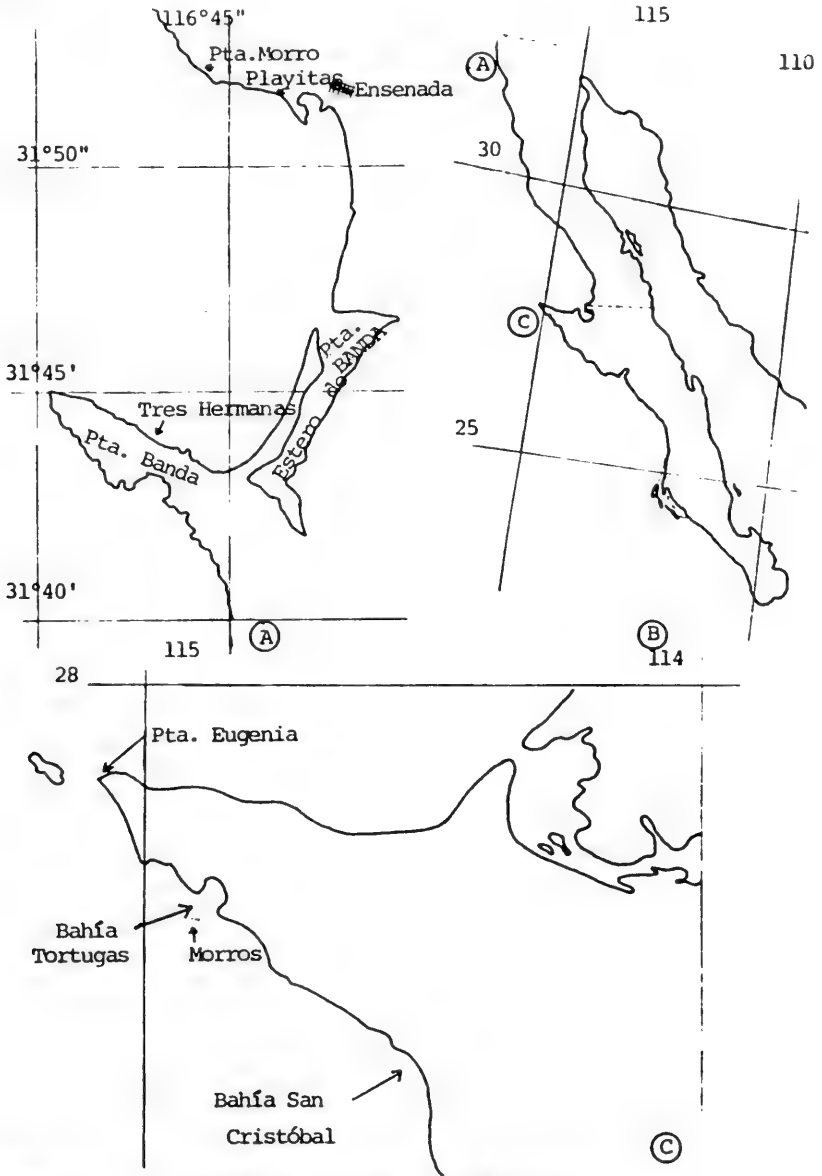 116°45"
Pta.Morro
Playitas
Ensenada
31°50"
31°45'
Tres Hermanas
Pta. Banda
Pta.
BANDA
Estero de
31°40'
A
115
110
A
30
C
25
B
115
114
28
Pta. Eugenia
Bahía
Tortugas
Morros
Bahía San
Cristóbal
C